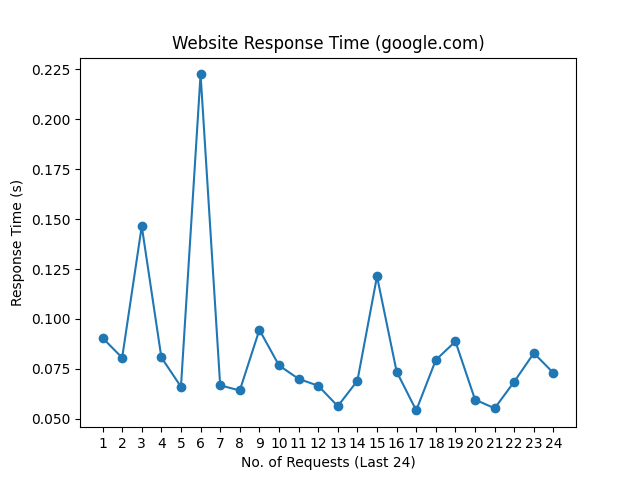 Website Response Time (google.com)
0.225
0.200
0.175
0.150
0.125
0.100
0.075
0.050
Response Time (s)
1 2 3 4 5 6 7 8 9 10 11 12 13 14 15 16 17 18 19 20 21 22 23 24
No. of Requests (Last 24)